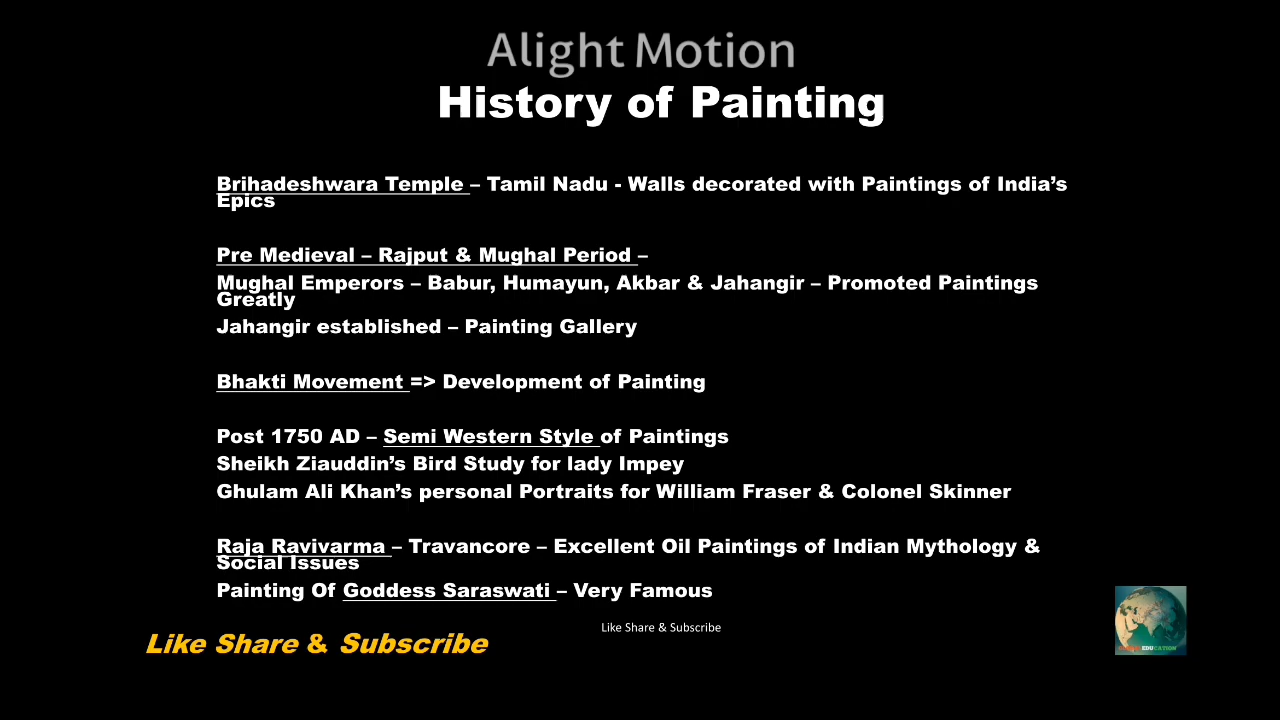 Alight Motion
History of Painting
Brihadeshwara Temple – Tamil Nadu - Walls decorated with Paintings of India’s
Epics
Pre Medieval – Rajput & Mughal Period –
Mughal Emperors – Babur, Humayun, Akbar & Jahangir – Promoted Paintings
Greatly
Jahangir established – Painting Gallery
Bhakti Movement => Development of Painting
Post 1750 AD – Semi Western Style of Paintings
Sheikh Ziauddin’s Bird Study for lady Impey
Ghulam Ali Khan’s personal Portraits for William Fraser & Colonel Skinner
Raja Ravivarma – Travancore – Excellent Oil Paintings of Indian Mythology &
Social Issues
Painting Of Goddess Saraswati – Very Famous
Like Share & Subscribe
Like Share & Subscribe